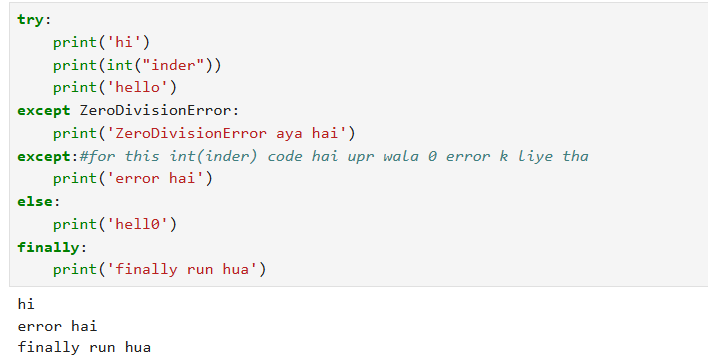 try:
    print('hi')
    print(int("inder"))
    print('hello')
except ZeroDivisionError:
    print('ZeroDivisionError aya hai')
except:#for this int(inder) code hai upr wala 0 error k liye tha
    print('error hai')
else:
    print('hell0')
finally:
    print('finally run hua')
hi
error hai
finally run hua